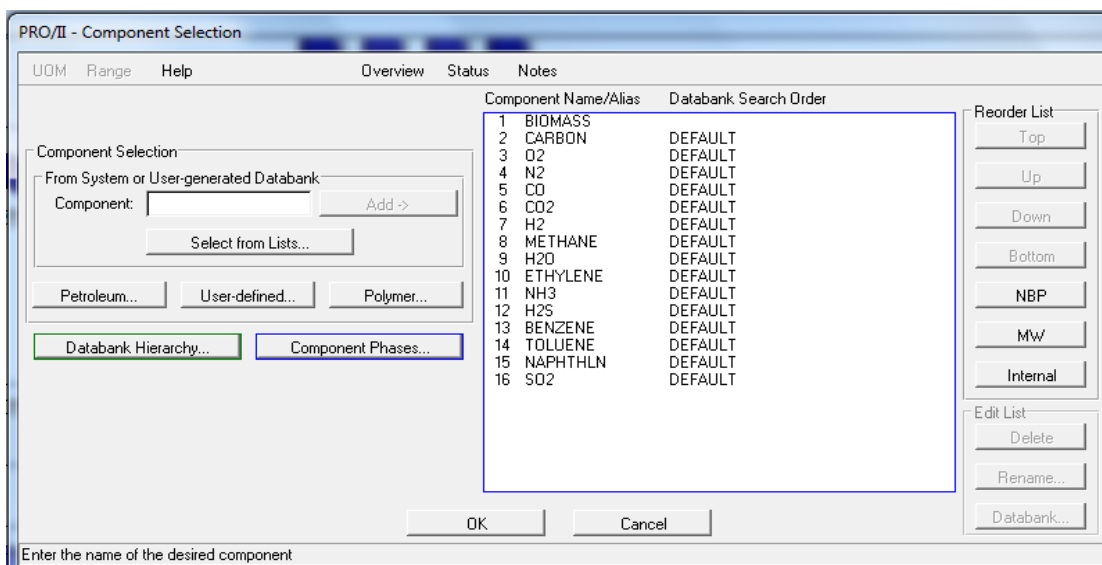 PRO/II - Component Selection
UOM Range Help Overview Status Notes
Component Name/Alias Databank Search Order
1 BIOMASS
2 CARBON DEFAULT
3 O2 DEFAULT
4 N2 DEFAULT
5 CO DEFAULT
6 CO2 DEFAULT
7 H2 DEFAULT
8 METHANE DEFAULT
9 H2O DEFAULT
10 ETHYLENE DEFAULT
11 NH3 DEFAULT
12 H2S DEFAULT
13 BENZENE DEFAULT
14 TOLUENE DEFAULT
15 NAPHTHLN DEFAULT
16 SO2 DEFAULT
Component Selection
From System or User-generated Databank
Component: Add ->
Select from Lists...
Petroleum... User-defined... Polymer...
Databank Hierarchy... Component Phases...
Reorder List
Top
Up
Down
Bottom
NBP
MW
Internal
Edit List
Delete
Rename...
Databank...
OK Cancel
Enter the name of the desired component